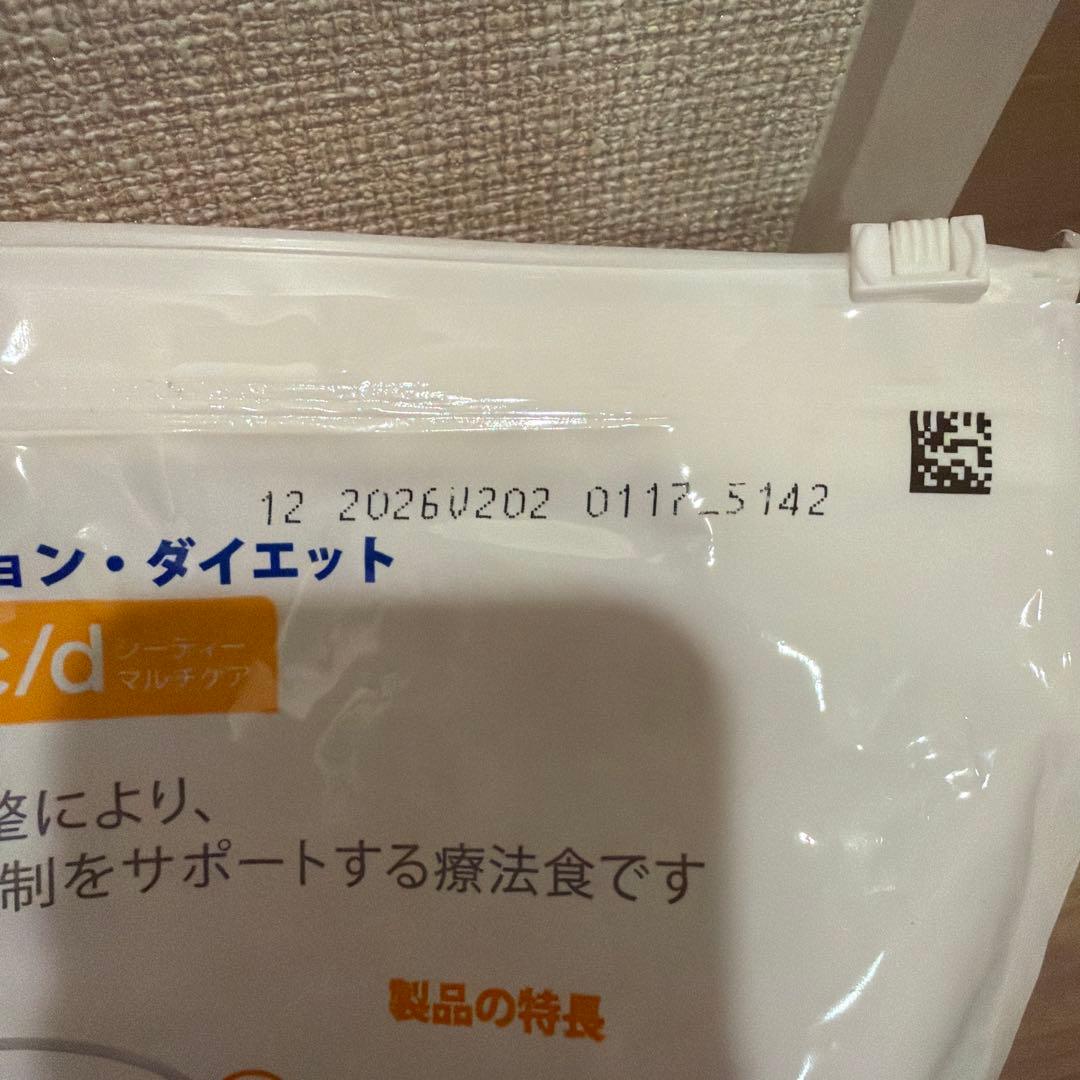 12 2026V202 0117_5142
ョン・ダイエット
c/d シーディー
マルチケア
整により、
制をサポートする療法食です
製品の特長